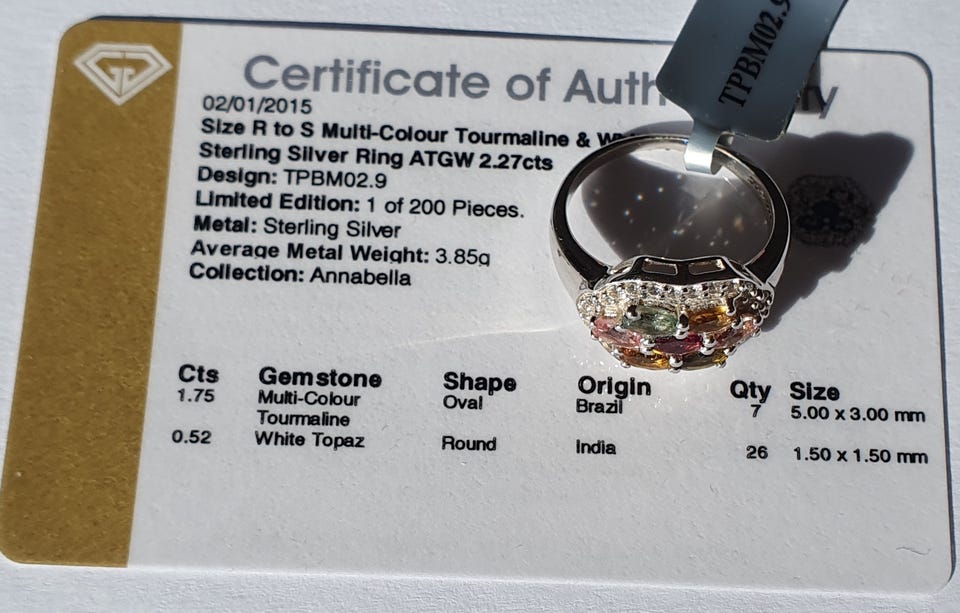 Certificate of
02/01/2015
Size R to S Multi-Colour Tourmaline &
Sterling Silver Ring ATGW 2.27cts
Design: TPBM02.9
Limited Edition: 1 of 200 Pieces.
Metal: Sterling Silver
Average Metal Weight: 3.85g
Collection: Annabella
TPBM02.9
Cts Gemstone Shape Origin Qty Size
1.75 Multi-Colour Oval Brazil 7 5.00 x 3.00 mm
Tourmaline
0.52 White Topaz Round India 26 1.50 x 1.50 mm